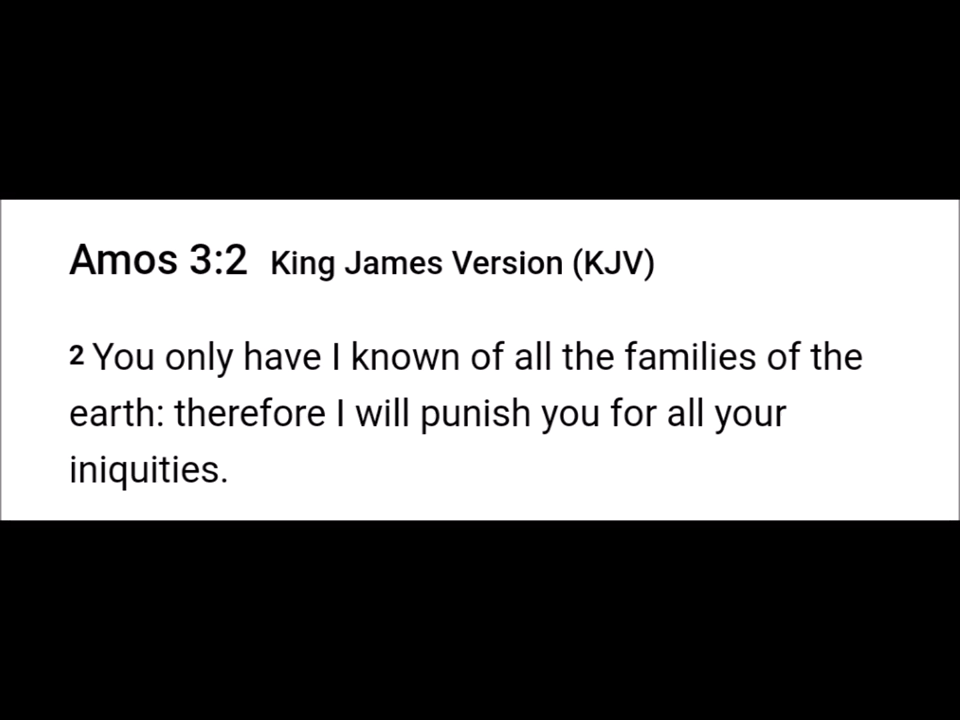 Amos 3:2 King James Version (KJV)
2 You only have I known of all the families of the
earth: therefore I will punish you for all your
iniquities.